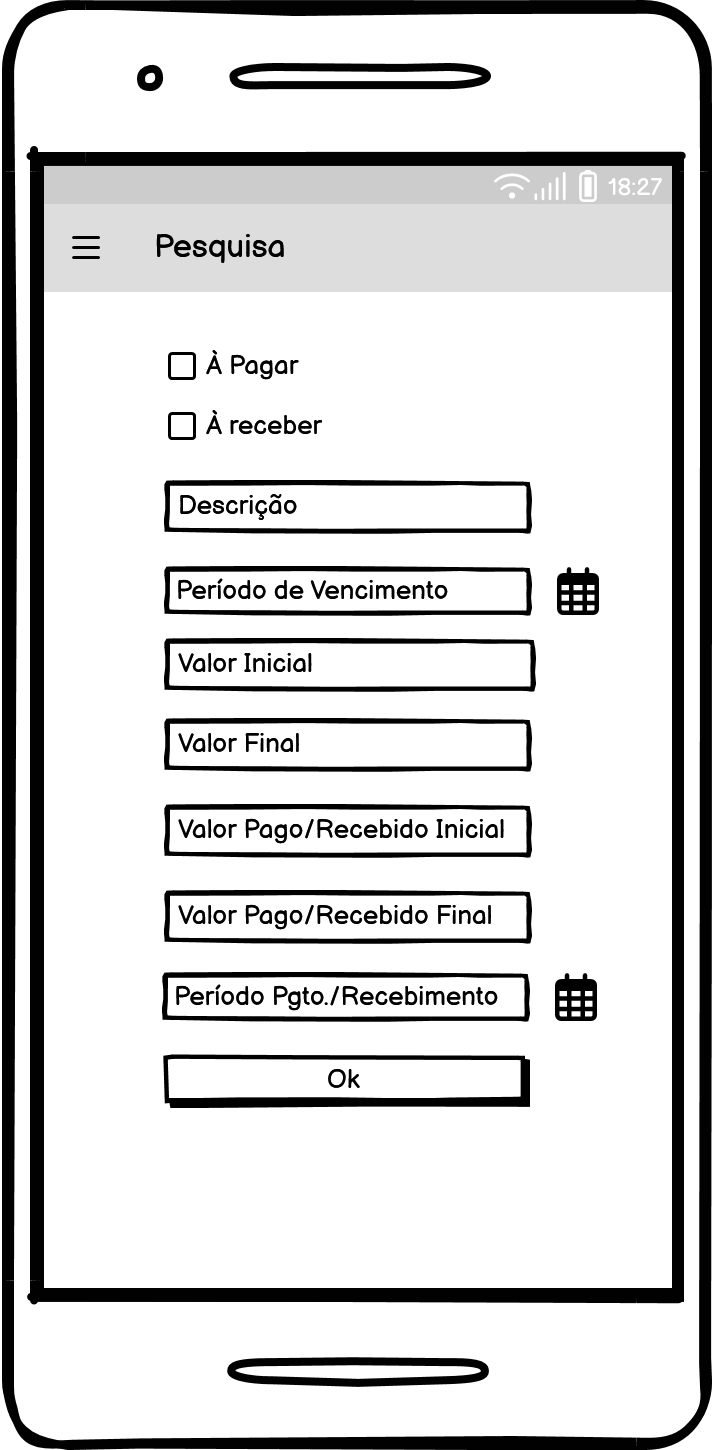 18:27
Pesquisa
À Pagar
À receber
Descrição
Período de Vencimento
Valor Inicial
Valor Final
Valor Pago/Recebido Inicial
Valor Pago/Recebido Final
Período Pgto./Recebimento
Ok